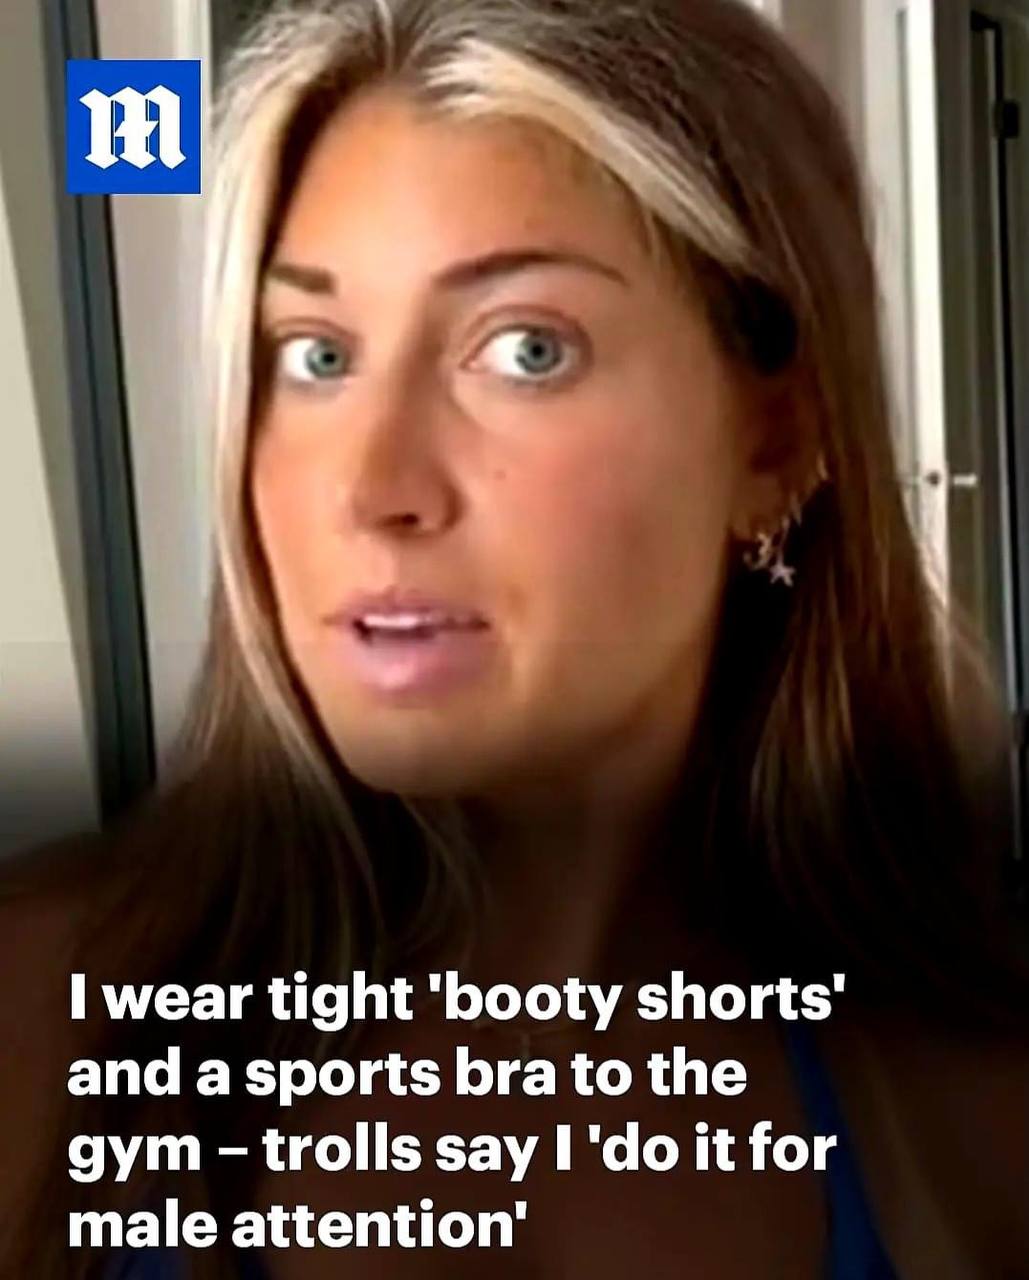 M
I wear tight 'booty shorts'
and a sports bra to the
gym – trolls say I 'do it for
male attention'